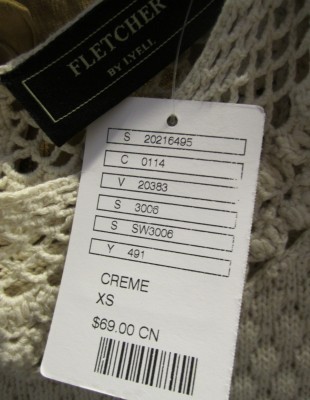 FLETCHER
BY LYELL
S 20216495
C 0114
V 20383
S 3006
S SW3006
Y 491
CREME
XS
$69.00 CN